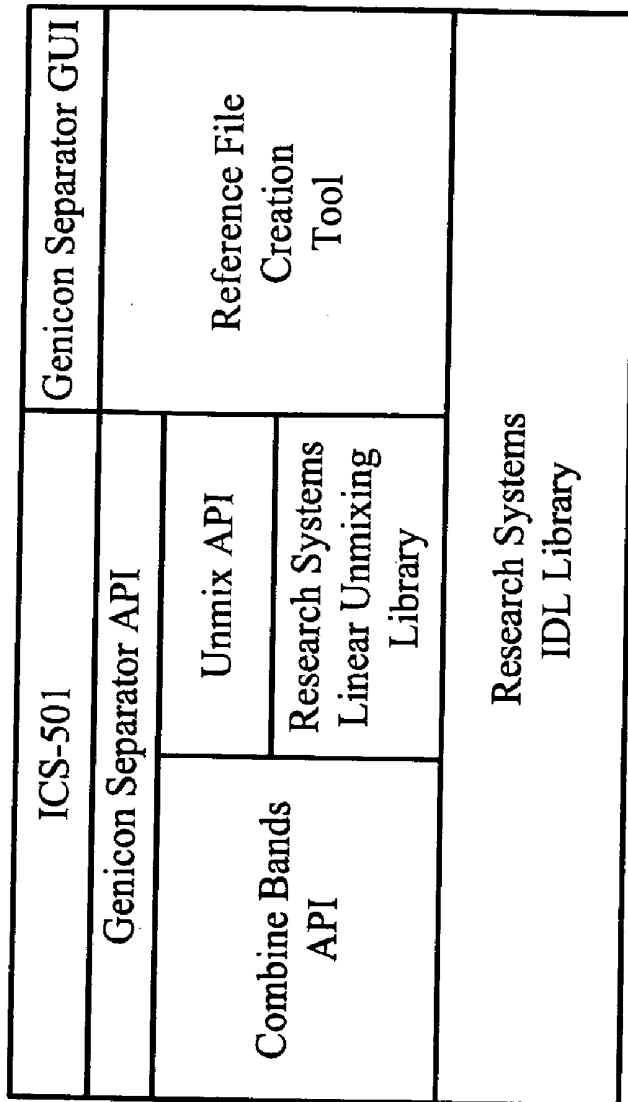 ICS-501
Genicon Separator GUI
Genicon Separator API
Combine Bands
API
Unmix API
Research Systems
Linear Unmixing
Library
Reference File
Creation
Tool
Research Systems
IDL Library